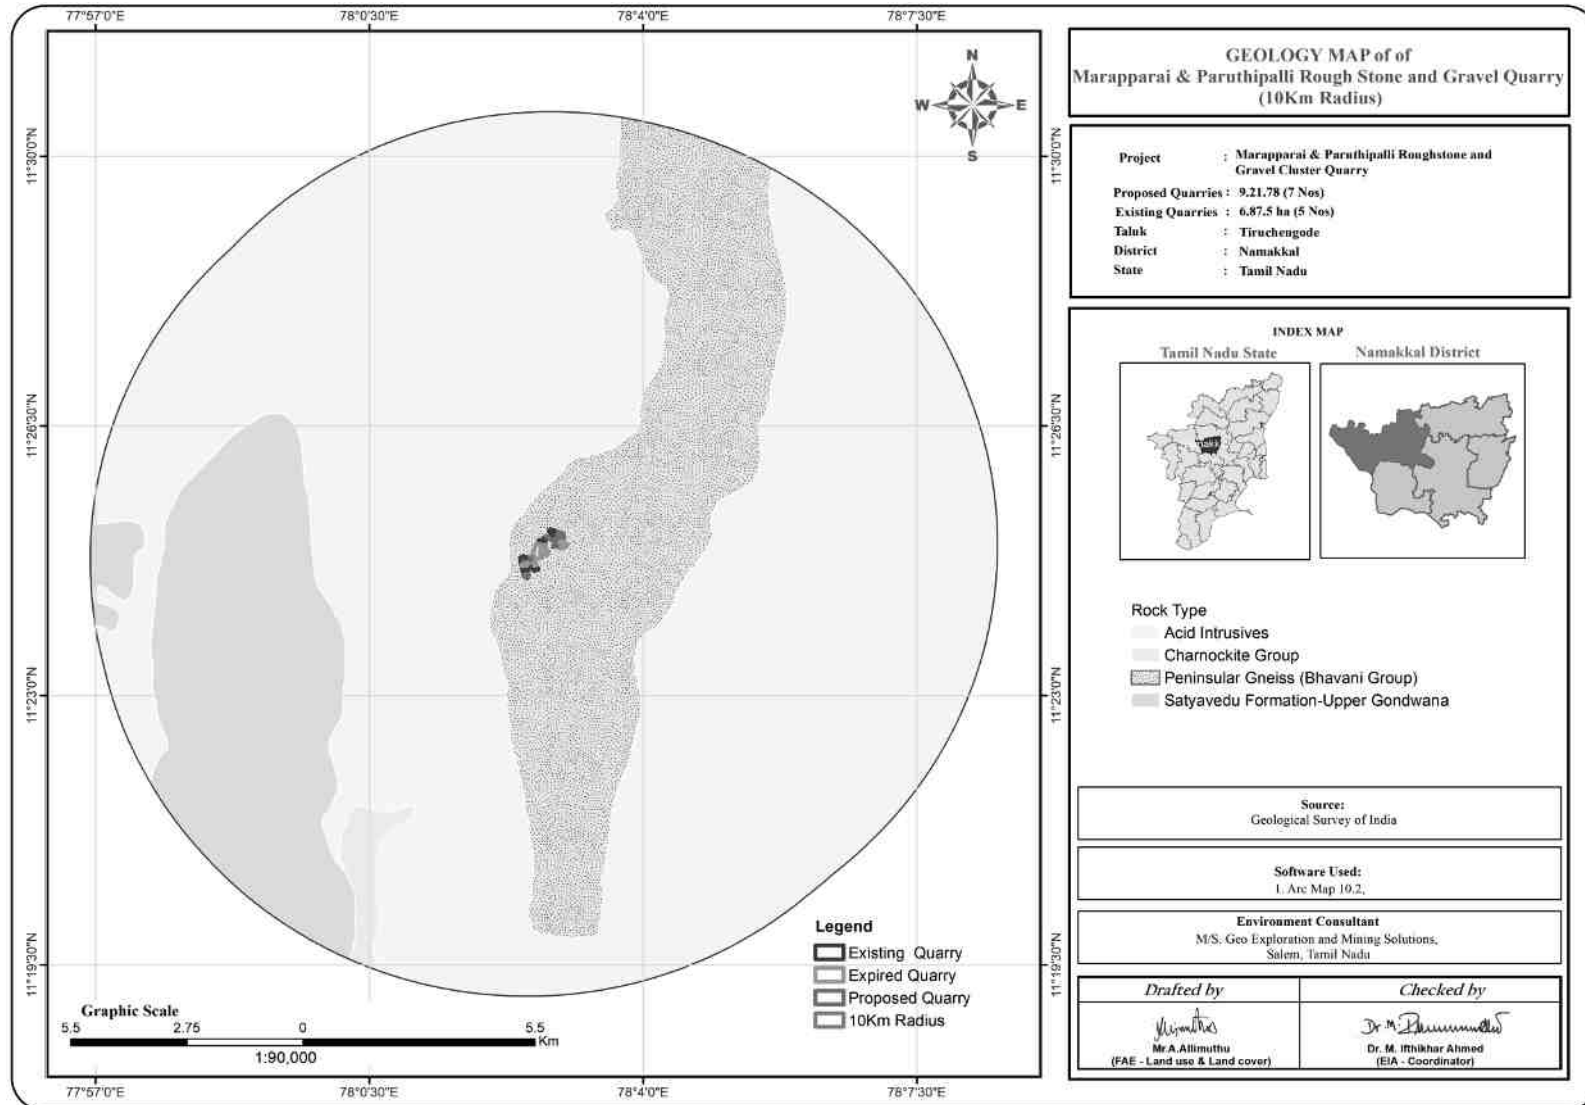 77°57'0"E 78°0'30"E 78°4'0"E 78°7'30"E
11°30'0"N 11°30'0"N
11°26'30"N 11°26'30"N
11°23'0"N 11°23'0"N
11°19'30"N 11°19'30"N
N
W E
S
Legend
Existing Quarry
Expired Quarry
Proposed Quarry
10Km Radius
Graphic Scale
5.5 2.75 0 5.5
Km
1:90,000
77°57'0"E 78°0'30"E 78°4'0"E 78°7'30"E
GEOLOGY MAP of of
Marapparai & Paruthipalli Rough Stone and Gravel Quarry
(10Km Radius)
Project : Marapparai & Paruthipalli Roughstone and
Gravel Cluster Quarry
Proposed Quarries : 9.21.78 (7 Nos)
Existing Quarries : 6.87.5 ha (5 Nos)
Taluk : Tiruchengode
District : Namakkal
State : Tamil Nadu
INDEX MAP
Tamil Nadu State Namakkal District
Rock Type
Acid Intrusives
Charnockite Group
Peninsular Gneiss (Bhavani Group)
Satyavedu Formation-Upper Gondwana
Source:
Geological Survey of India
Software Used:
1. Arc Map 10.2,
Environment Consultant
M/S. Geo Exploration and Mining Solutions,
Salem, Tamil Nadu
Drafted by Checked by
Dr. M.
Mr.A.Allimuthu Dr. M. Ifthikhar Ahmed
(FAE - Land use & Land cover) (EIA - Coordinator)